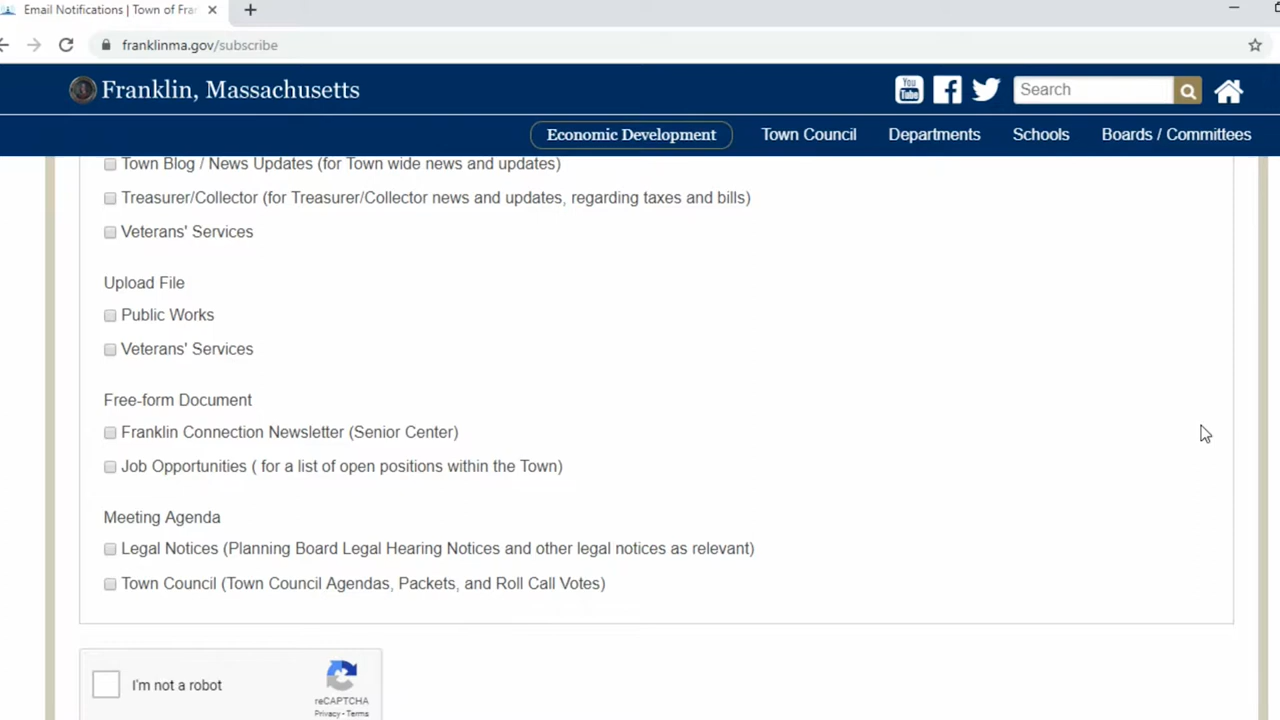 Email Notifications | Town of Fra
franklinma.gov/subscribe
Franklin, Massachusetts
You
Tube
Search
Economic Development
Town Council
Departments
Schools
Boards / Committees
Town Blog / News Updates (for Town wide news and updates)
Treasurer/Collector (for Treasurer/Collector news and updates, regarding taxes and bills)
Veterans' Services
Upload File
Public Works
Veterans' Services
Free-form Document
Franklin Connection Newsletter (Senior Center)
Job Opportunities ( for a list of open positions within the Town)
Meeting Agenda
Legal Notices (Planning Board Legal Hearing Notices and other legal notices as relevant)
Town Council (Town Council Agendas, Packets, and Roll Call Votes)
I'm not a robot
reCAPTCHA
Privacy - Terms